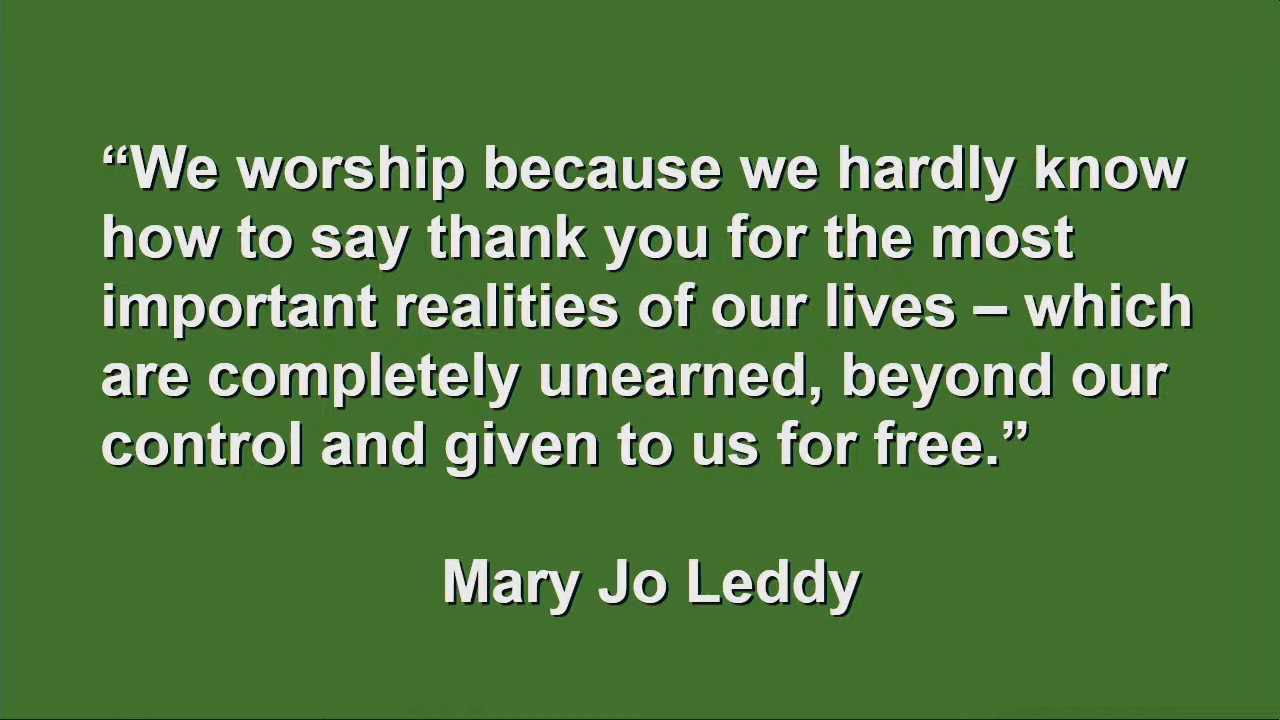 “We worship because we hardly know
how to say thank you for the most
important realities of our lives – which
are completely unearned, beyond our
control and given to us for free.”
Mary Jo Leddy